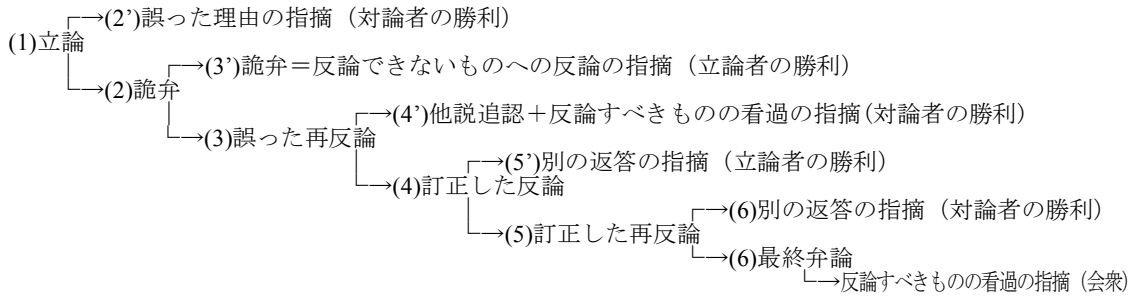 (2’)誤った理由の指摘（対論者の勝利）
(1)立論
(3’)詭弁＝反論できないものへの反論の指摘（立論者の勝利）
(2)詭弁
(4’)他説追認＋反論すべきものの看過の指摘(対論者の勝利）
(3)誤った再反論
(5’)別の返答の指摘（立論者の勝利）
(4)訂正した反論
(6)別の返答の指摘（対論者の勝利）
(5)訂正した再反論
(6)最終弁論
反論すべきものの看過の指摘（会衆）